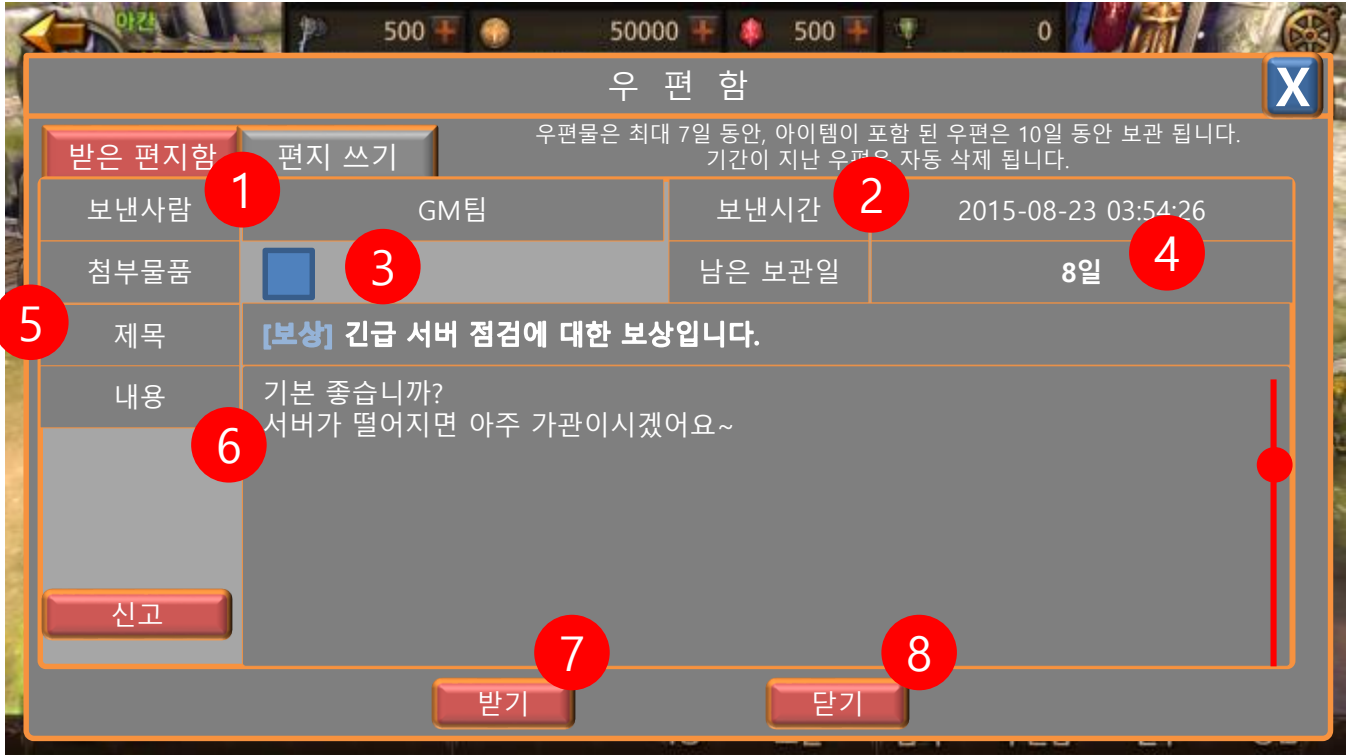 야간
500 50000 500 0
우 편 함
X
받은 편지함 편지 쓰기
우편물은 최대 7일 동안, 아이템이 포함 된 우편은 10일 동안 보관 됩니다.
기간이 지난 우편은 자동 삭제 됩니다.
1
2
보낸사람 GM팀 보낸시간 2015-08-23 03:54:26
3
4
첨부물품 남은 보관일 8일
5
제목 [보상] 긴급 서버 점검에 대한 보상입니다.
내용 기본 좋습니까?
서버가 떨어지면 아주 가관이시겠어요~
6
신고
7
8
받기 닫기